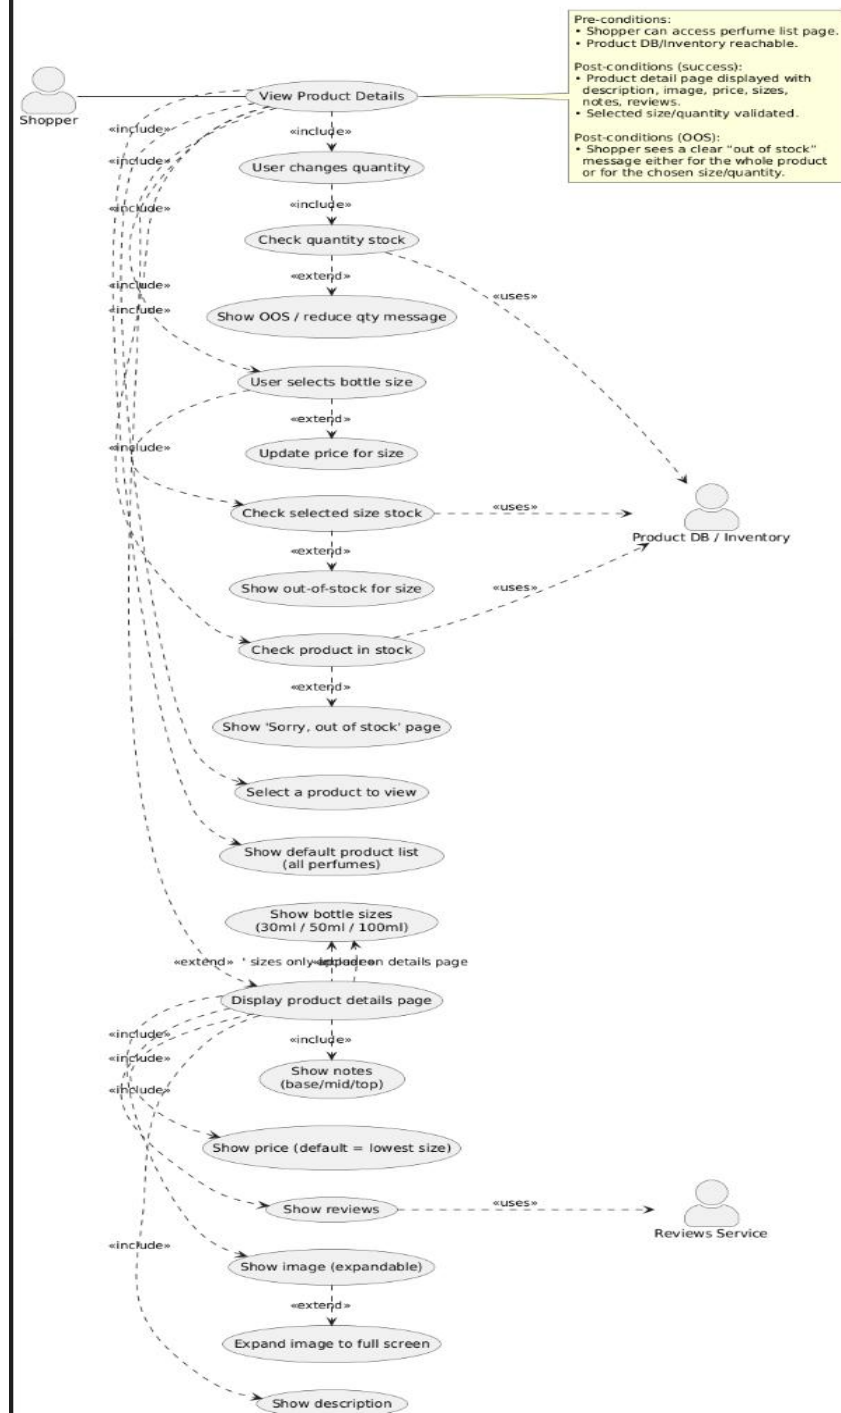 Pre-conditions:
• Shopper can access perfume list page.
• Product DB/Inventory reachable.
Post-conditions (success):
• Product detail page displayed with
description, image, price, sizes,
notes, reviews.
• Selected size/quantity validated.
Post-conditions (OOS):
• Shopper sees a clear “out of stock”
message either for the whole product
or for the chosen size/quantity.
Shopper
View Product Details
«include»
«include»
«include»
User changes quantity
«include»
«include»
Check quantity stock
«extend»
«include»
«uses»
«include»
Show OOS / reduce qty message
User selects bottle size
«extend»
«include»
Update price for size
Check selected size stock
«uses»
Product DB / Inventory
«extend»
Show out-of-stock for size
«uses»
Check product in stock
«extend»
Show 'Sorry, out of stock' page
Select a product to view
Show default product list
(all perfumes)
Show bottle sizes
(30ml / 50ml / 100ml)
«extend» ' sizes only on details page
Display product details page
«include»
«include»
«include»
Show notes
(base/mid/top)
«include»
Show price (default = lowest size)
Show reviews
«uses»
Reviews Service
«include»
Show image (expandable)
«extend»
Expand image to full screen
Show description